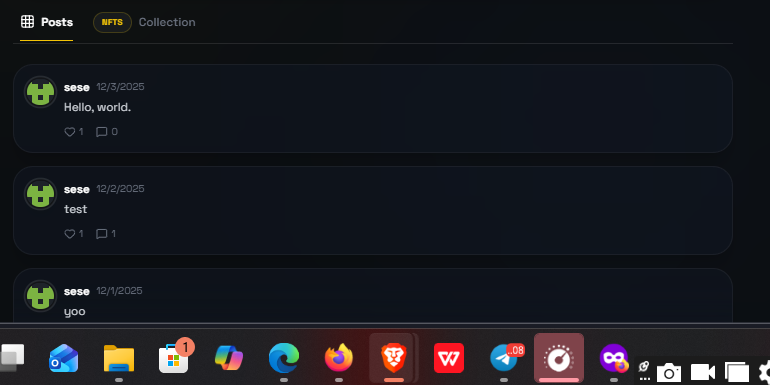 Posts NFTS Collection
sese 12/3/2025
Hello, world.
1 0
sese 12/2/2025
test
1 1
sese 12/1/2025
yoo
1
W
.08